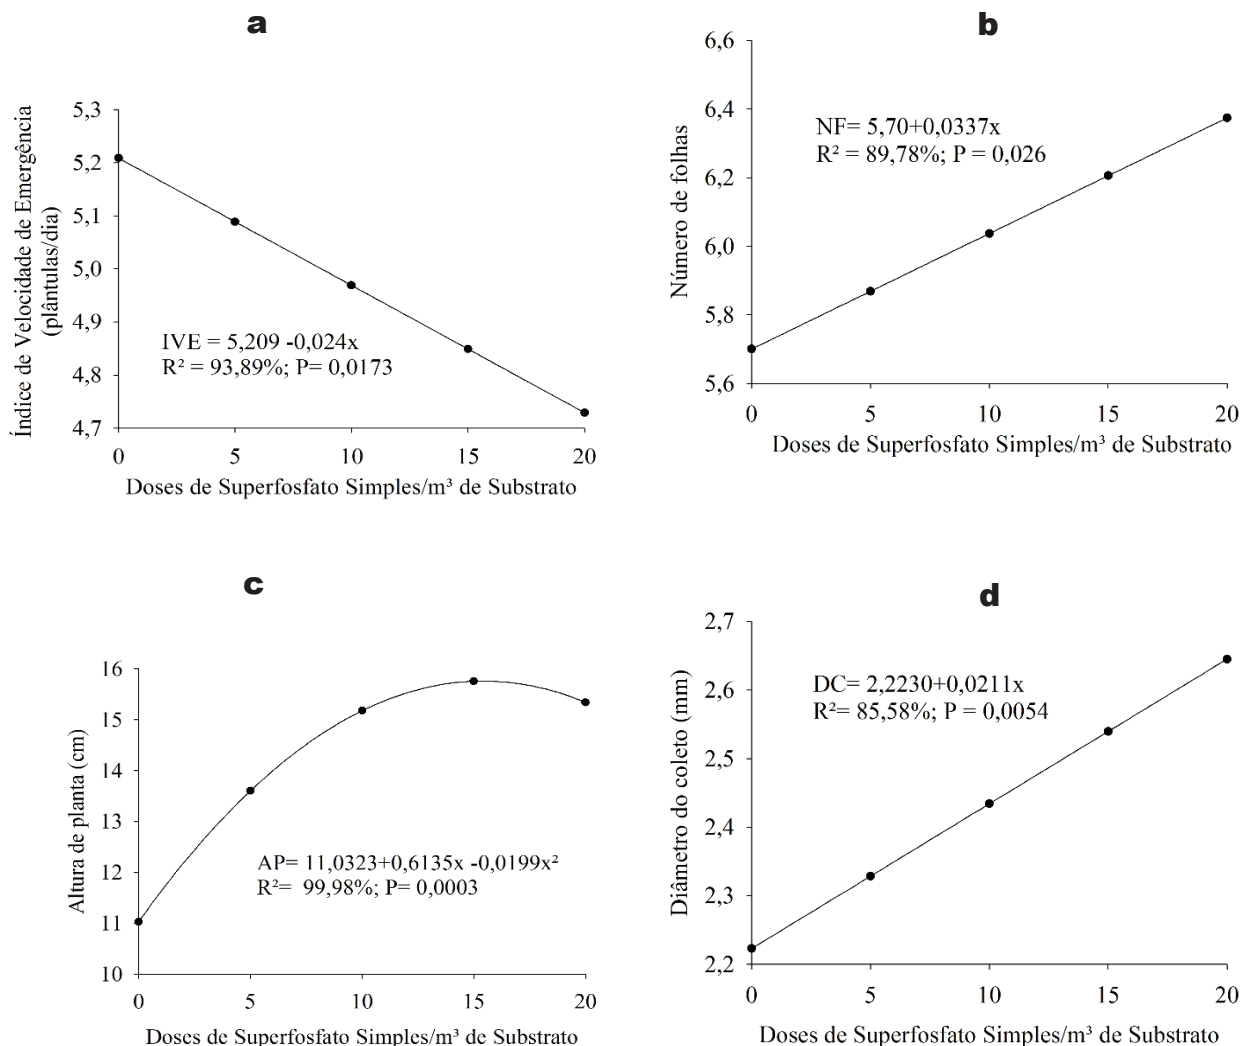 a
Índice de Velocidade de Emergência
(plântulas/dia)
5,3
5,2
5,1
5,0
4,9
4,8
4,7
IVE = 5,209 -0,024x
R² = 93,89%; P= 0,0173
0 5 10 15 20
Doses de Superfosfato Simples/m³ de Substrato
b
Número de folhas
6,6
6,4
6,2
6,0
5,8
5,6
NF= 5,70+0,0337x
R² = 89,78%; P = 0,026
0 5 10 15 20
Doses de Superfosfato Simples/m³ de Substrato
c
Altura de planta (cm)
16
15
14
13
12
11
10
AP= 11,0323+0,6135x -0,0199x²
R²= 99,98%; P= 0,0003
0 5 10 15 20
Doses de Superfosfato Simples/m³ de Substrato
d
Diâmetro do coleto (mm)
2,7
2,6
2,5
2,4
2,3
2,2
DC= 2,2230+0,0211x
R²= 85,58%; P = 0,0054
0 5 10 15 20
Doses de Superfosfato Simples/m³ de Substrato